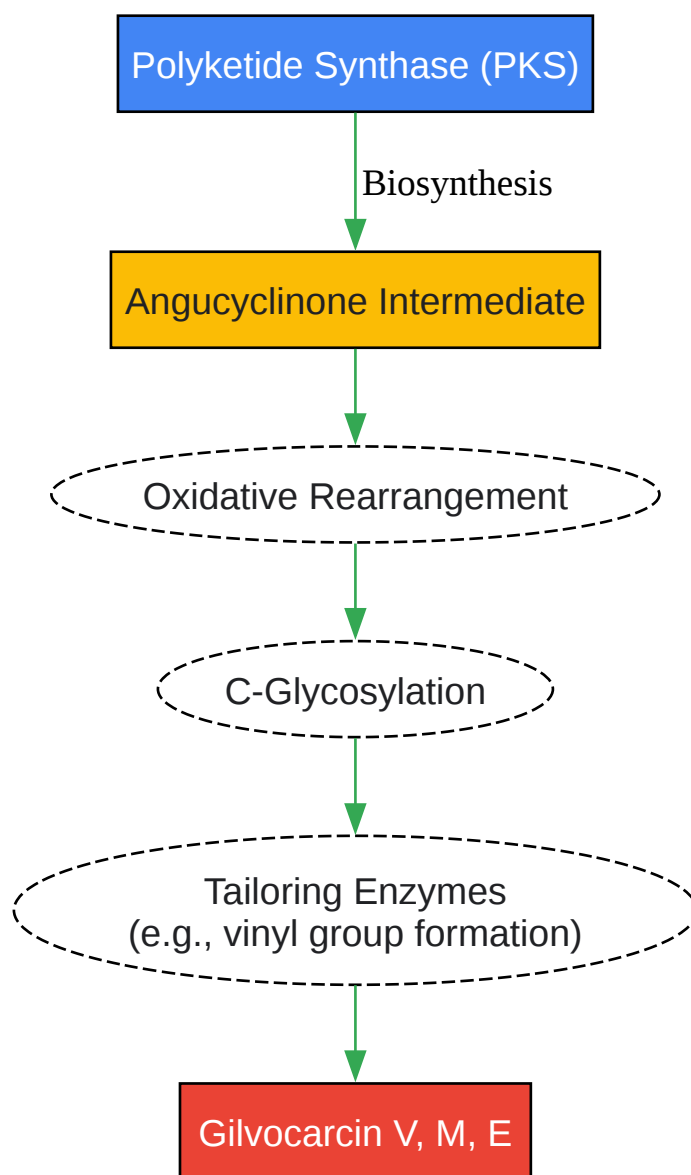 Polyketide Synthase (PKS)
Biosynthesis
Angucyclinone Intermediate
Oxidative Rearrangement
C-Glycosylation
Tailoring Enzymes
(e.g., vinyl group formation)
Gilvocarcin V, M, E